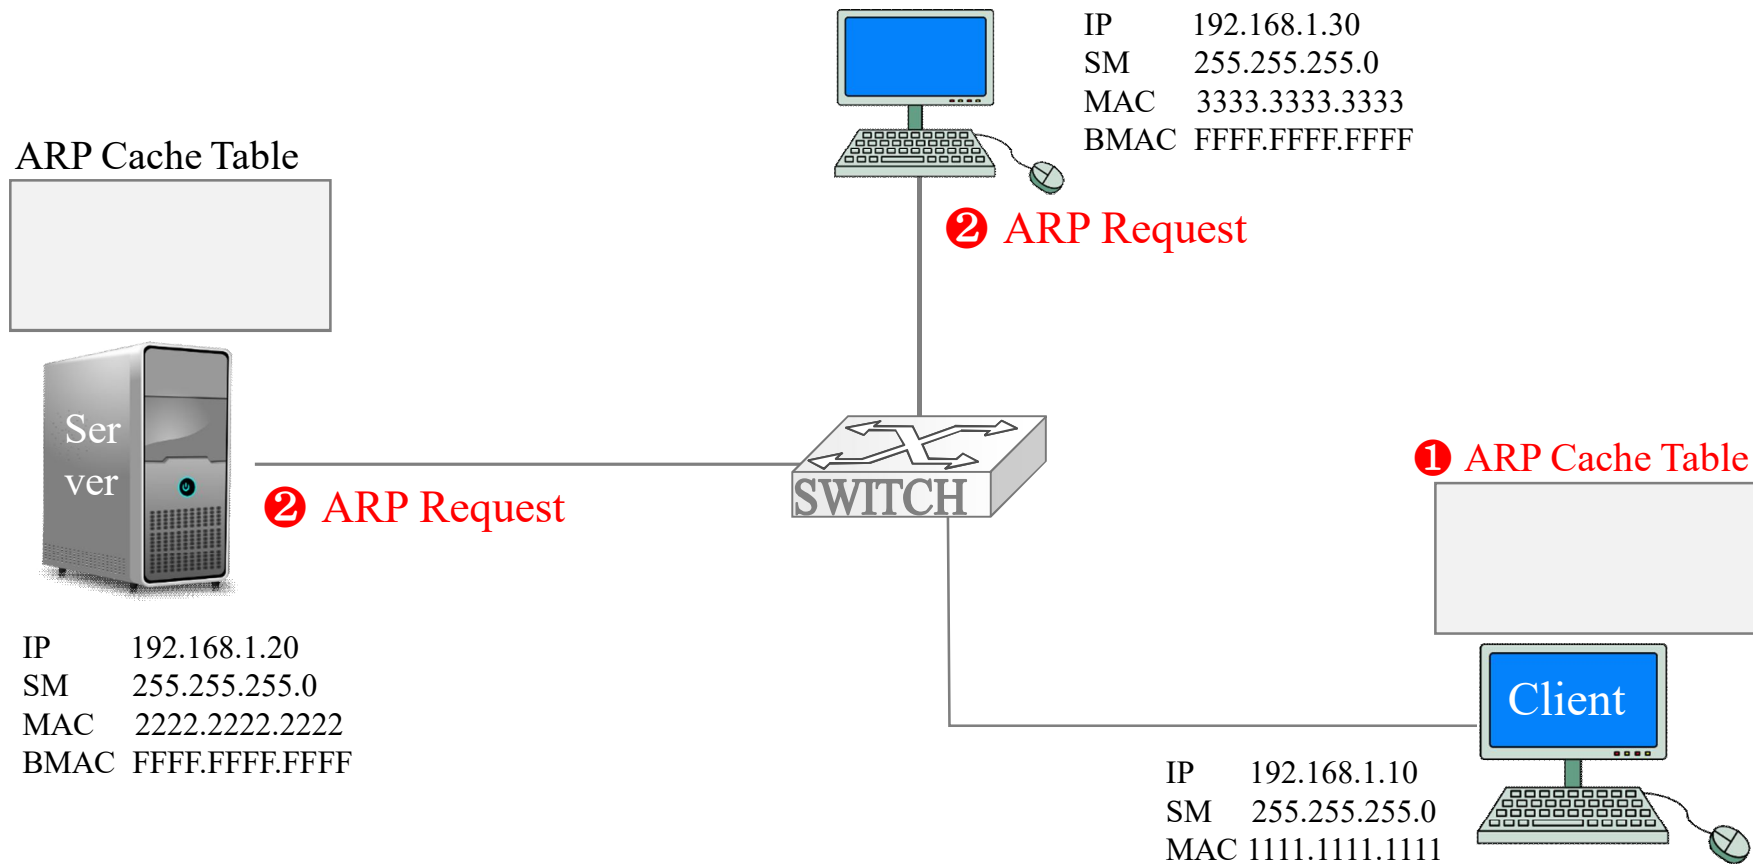 IP 192.168.1.30
SM 255.255.255.0
MAC 3333.3333.3333
BMAC FFFF.FFFF.FFFF
ARP Cache Table
❷ ARP Request
Ser
ver
SWITCH
❶ ARP Cache Table
❷ ARP Request
IP 192.168.1.20
SM 255.255.255.0
MAC 2222.2222.2222
BMAC FFFF.FFFF.FFFF
Client
IP 192.168.1.10
SM 255.255.255.0
MAC 1111.1111.1111